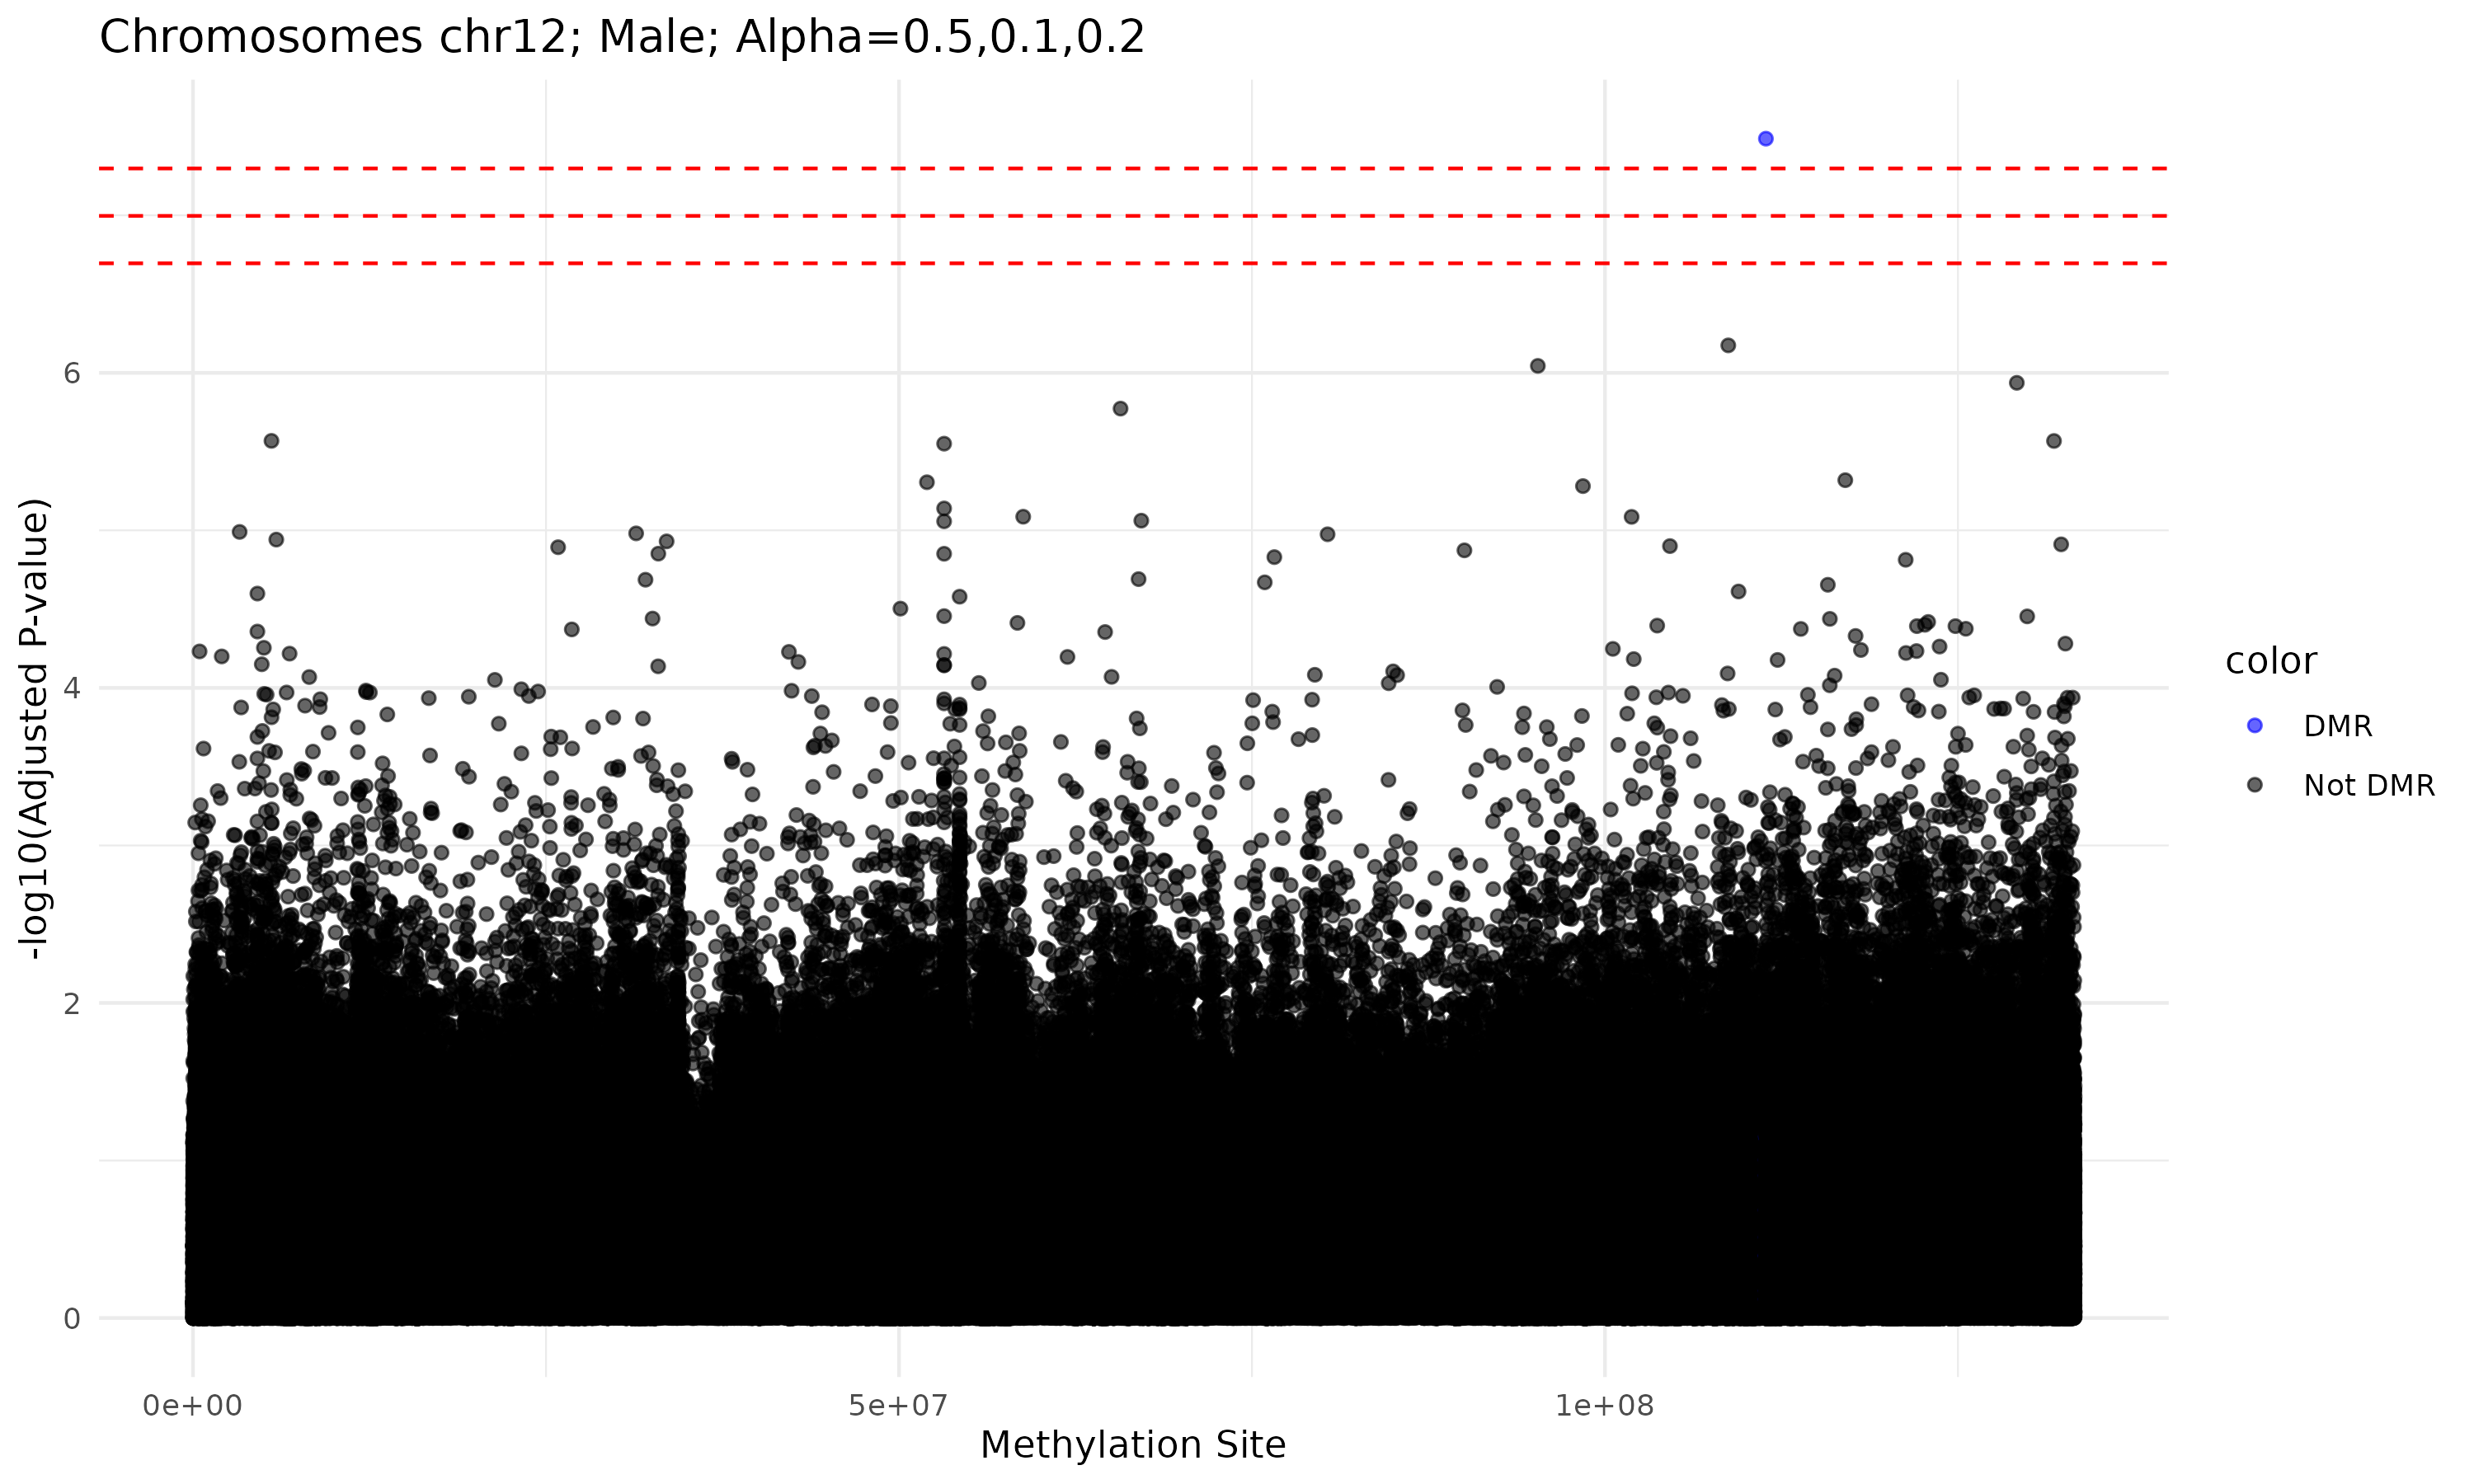 Chromosomes chr12; Male; Alpha=0.5,0.1,0.2
-log10(Adjusted P-value)
6
4
2
0
0e+00 5e+07 1e+08
Methylation Site
color
DMR
Not DMR